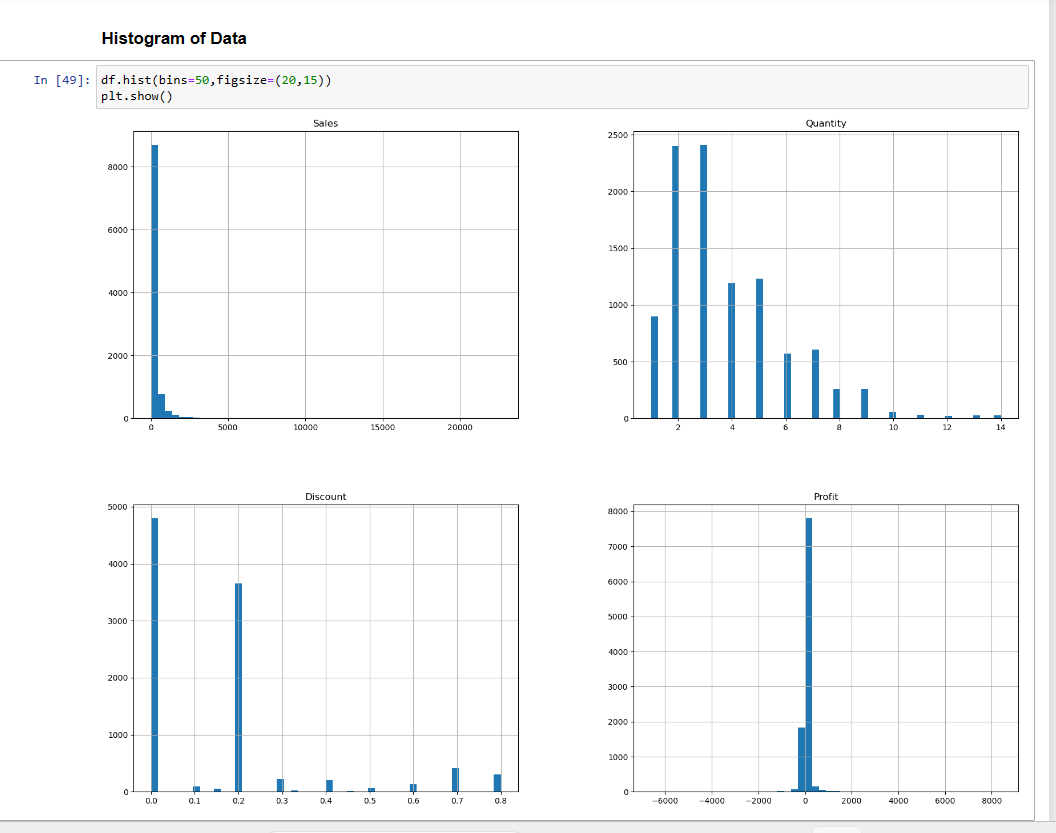 Histogram of Data
In [49]: df.hist(bins=50,figsize=(20,15))
plt.show()
Sales
8000
6000
4000
2000
0
0 5000 10000 15000 20000
Quantity
2500
2000
1500
1000
500
0
2 4 6 8 10 12 14
Discount
5000
4000
3000
2000
1000
0
0.0 0.1 0.2 0.3 0.4 0.5 0.6 0.7 0.8
Profit
8000
7000
6000
5000
4000
3000
2000
1000
0
−6000 −4000 −2000 0 2000 4000 6000 8000